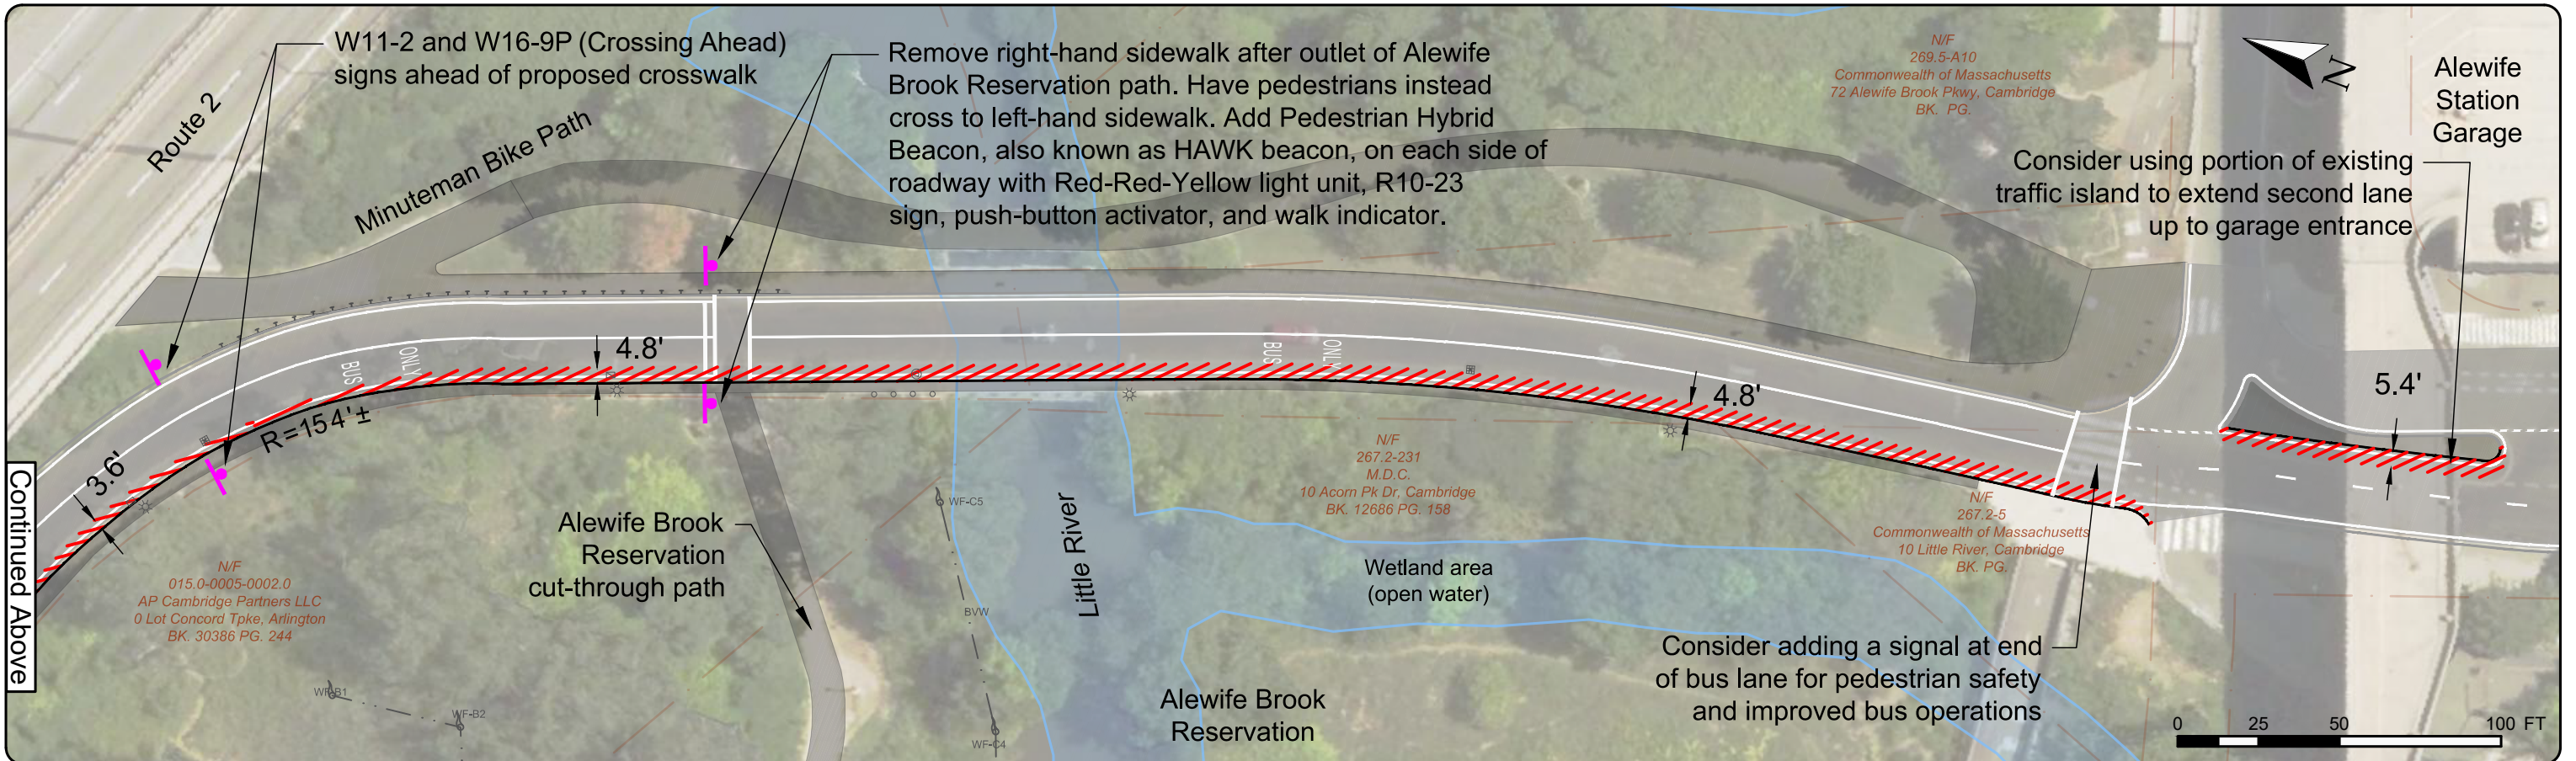 W11-2 and W16-9P (Crossing Ahead)
signs ahead of proposed crosswalk
Route 2
Minuteman Bike Path
Remove right-hand sidewalk after outlet of Alewife
Brook Reservation path. Have pedestrians instead
cross to left-hand sidewalk. Add Pedestrian Hybrid
Beacon, also known as HAWK beacon, on each side of
roadway with Red-Red-Yellow light unit, R10-23
sign, push-button activator, and walk indicator.
N/F
269.5-A10
Commonwealth of Massachusetts
72 Alewife Brook Pkwy, Cambridge
BK. PG.
N
Alewife
Station
Garage
Consider using portion of existing
traffic island to extend second lane
up to garage entrance
BUS
ONLY
4.8'
BUS
ONLY
4.8'
5.4'
R=154'±
3.6'
Continued Above
N/F
015.0-0005-0002.0
AP Cambridge Partners LLC
0 Lot Concord Tpke, Arlington
BK. 30386 PG. 244
Alewife Brook
Reservation
cut-through path
WF-C5
BVW
WF-C4
WF-B1
WF-B2
Little River
N/F
267.2-231
M.D.C.
10 Acorn Pk Dr, Cambridge
BK. 12686 PG. 158
Wetland area
(open water)
N/F
267.2-5
Commonwealth of Massachusetts
10 Little River, Cambridge
BK. PG.
Alewife Brook
Reservation
Consider adding a signal at end
of bus lane for pedestrian safety
and improved bus operations
0 25 50 100 FT